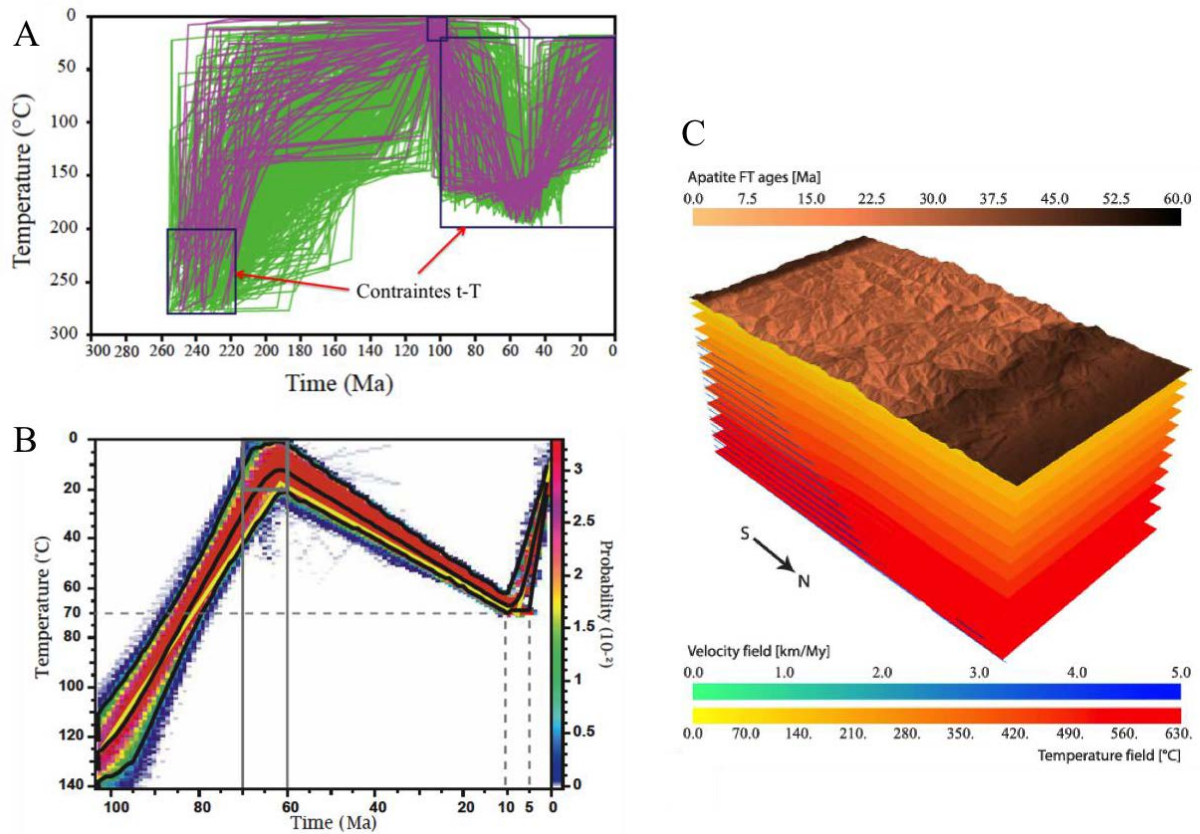 A
Temperature (°C)
0
50
100
150
200
250
300
Contraintes t-T
300 280 260 240 220 200 180 160 140 120 100 80 60 40 20 0
Time (Ma)
B
Temperature (°C)
0
20
40
60
70
80
100
120
140
100 80 60 40 20 10 5 0
Time (Ma)
3
2.5
2
1.5
1
0.5
0
Probability (10⁻²)
C
Apatite FT ages [Ma]
0.0 7.5 15.0 22.5 30.0 37.5 45.0 52.5 60.0
S
N
Velocity field [km/My]
0.0 1.0 2.0 3.0 4.0 5.0
0.0 70.0 140. 210. 280. 350. 420. 490. 560. 630.
Temperature field [°C]